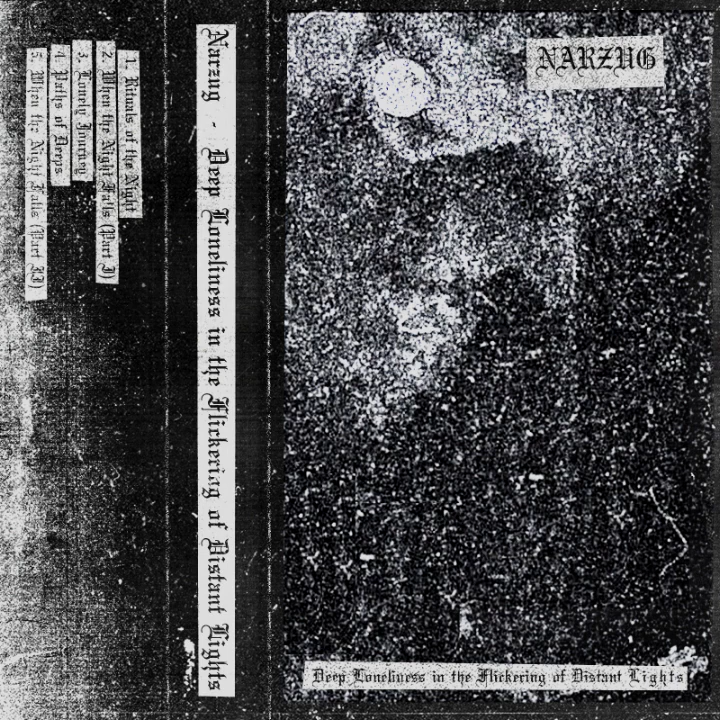 1. Rituals of the Night
2. When the Night Falls (Part I)
3. Lonely Journey
4. Paths of Deeps
5. When the Night Falls (Part II)
Narzug - Deep Loneliness in the Flickering of Distant Lights
NARZUG
Deep Loneliness in the Flickering of Distant Lights